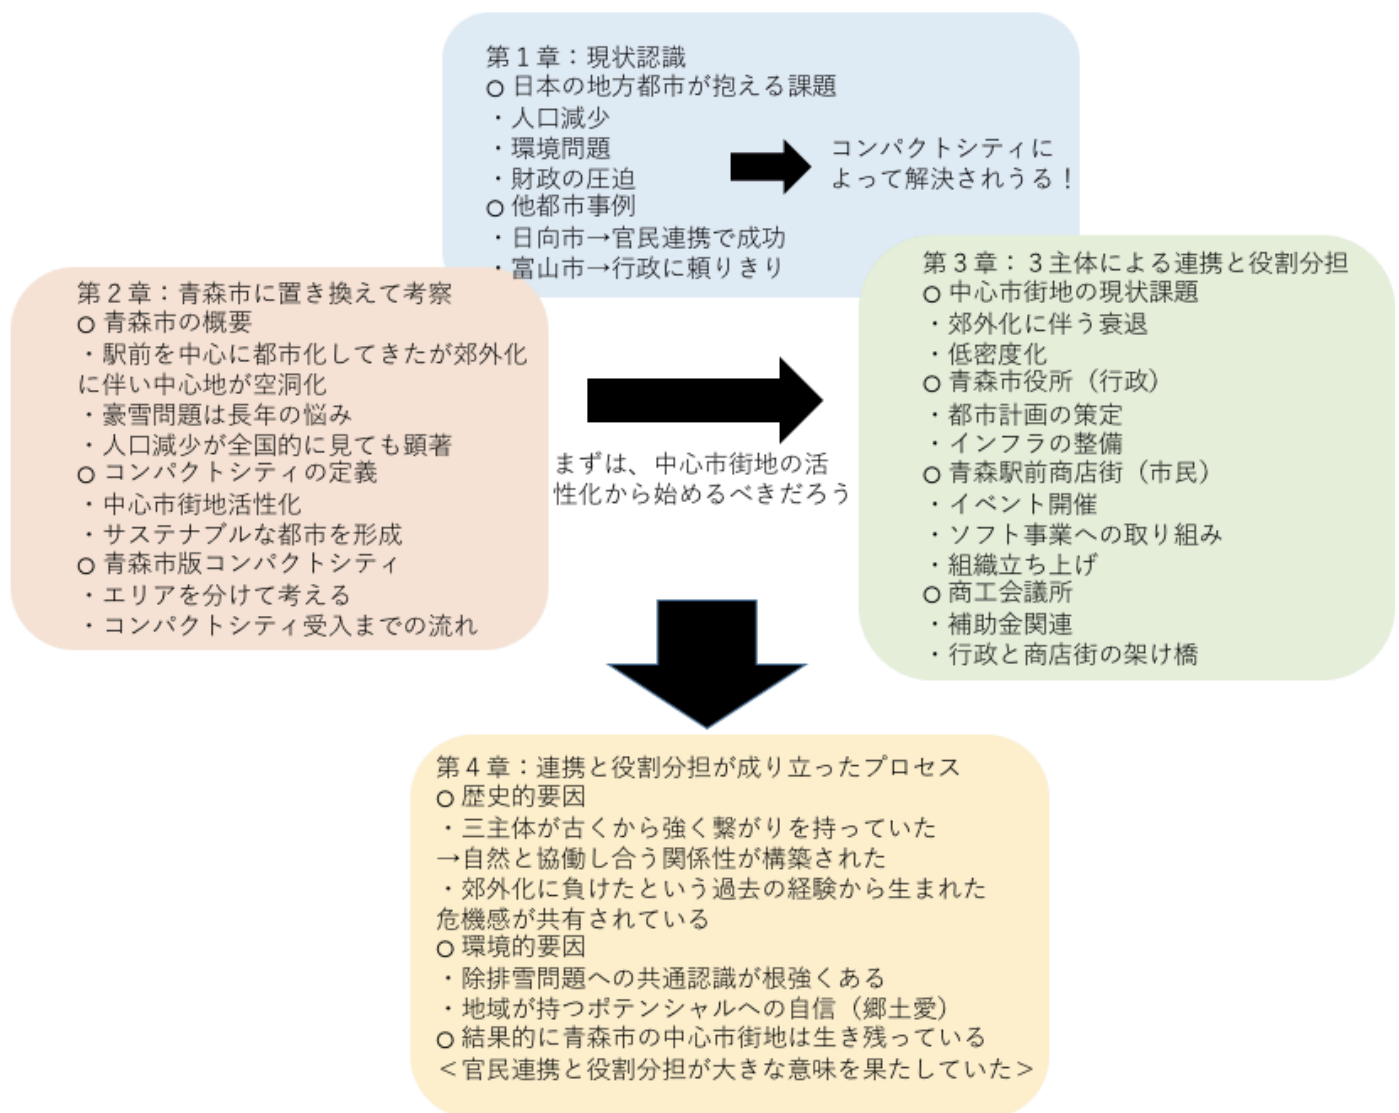 第１章：現状認識
○ 日本の地方都市が抱える課題
・人口減少
・環境問題
・財政の圧迫
○ 他都市事例
・日向市→官民連携で成功
・富山市→行政に頼りきり
コンパクトシティに
よって解決されうる！
第２章：青森市に置き換えて考察
○ 青森市の概要
・駅前を中心に都市化してきたが郊外化
に伴い中心地が空洞化
・豪雪問題は長年の悩み
・人口減少が全国的に見ても顕著
○ コンパクトシティの定義
・中心市街地活性化
・サステナブルな都市を形成
○ 青森市版コンパクトシティ
・エリアを分けて考える
・コンパクトシティ受入までの流れ
まずは、中心市街地の活
性化から始めるべきだろう
第３章：３主体による連携と役割分担
○ 中心市街地の現状課題
・郊外化に伴う衰退
・低密度化
○ 青森市役所（行政）
・都市計画の策定
・インフラの整備
○ 青森駅前商店街（市民）
・イベント開催
・ソフト事業への取り組み
・組織立ち上げ
○ 商工会議所
・補助金関連
・行政と商店街の架け橋
第４章：連携と役割分担が成り立ったプロセス
○ 歴史的要因
・三主体が古くから強く繋がりを持っていた
→自然と協働し合う関係性が構築された
・郊外化に負けたという過去の経験から生まれた
危機感が共有されている
○ 環境的要因
・除排雪問題への共通認識が根強くある
・地域が持つポテンシャルへの自信（郷土愛）
○ 結果的に青森市の中心市街地は生き残っている
＜官民連携と役割分担が大きな意味を果たしていた＞